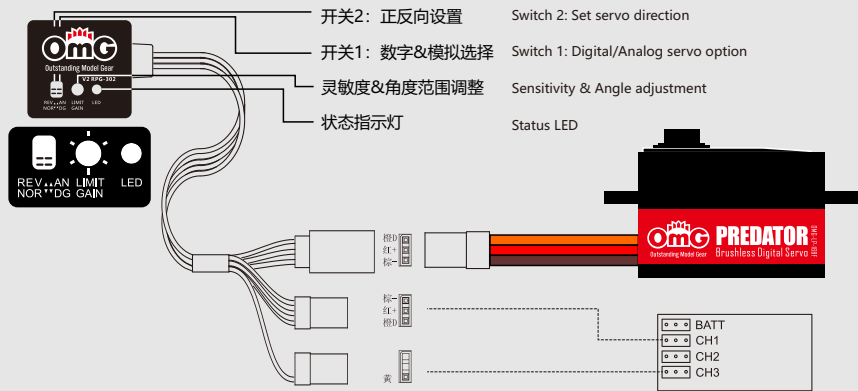 开关2：正反向设置 Switch 2: Set servo direction
开关1：数字&模拟选择 Switch 1: Digital/Analog servo option
灵敏度&角度范围调整 Sensitivity & Angle adjustment
状态指示灯 Status LED
OmG
Outstanding Model Gear
V2 RPG-302
REV▲▲AN LIMIT LED
NOR▼▼DG GAIN
REV▲▲AN LIMIT LED
NOR▼▼DG GAIN
橙D
红+
棕-
OmG PREDATOR
Outstanding Model Gear Brushless Digital Servo
棕-
红+
橙D
黄
BATT
CH1
CH2
CH3